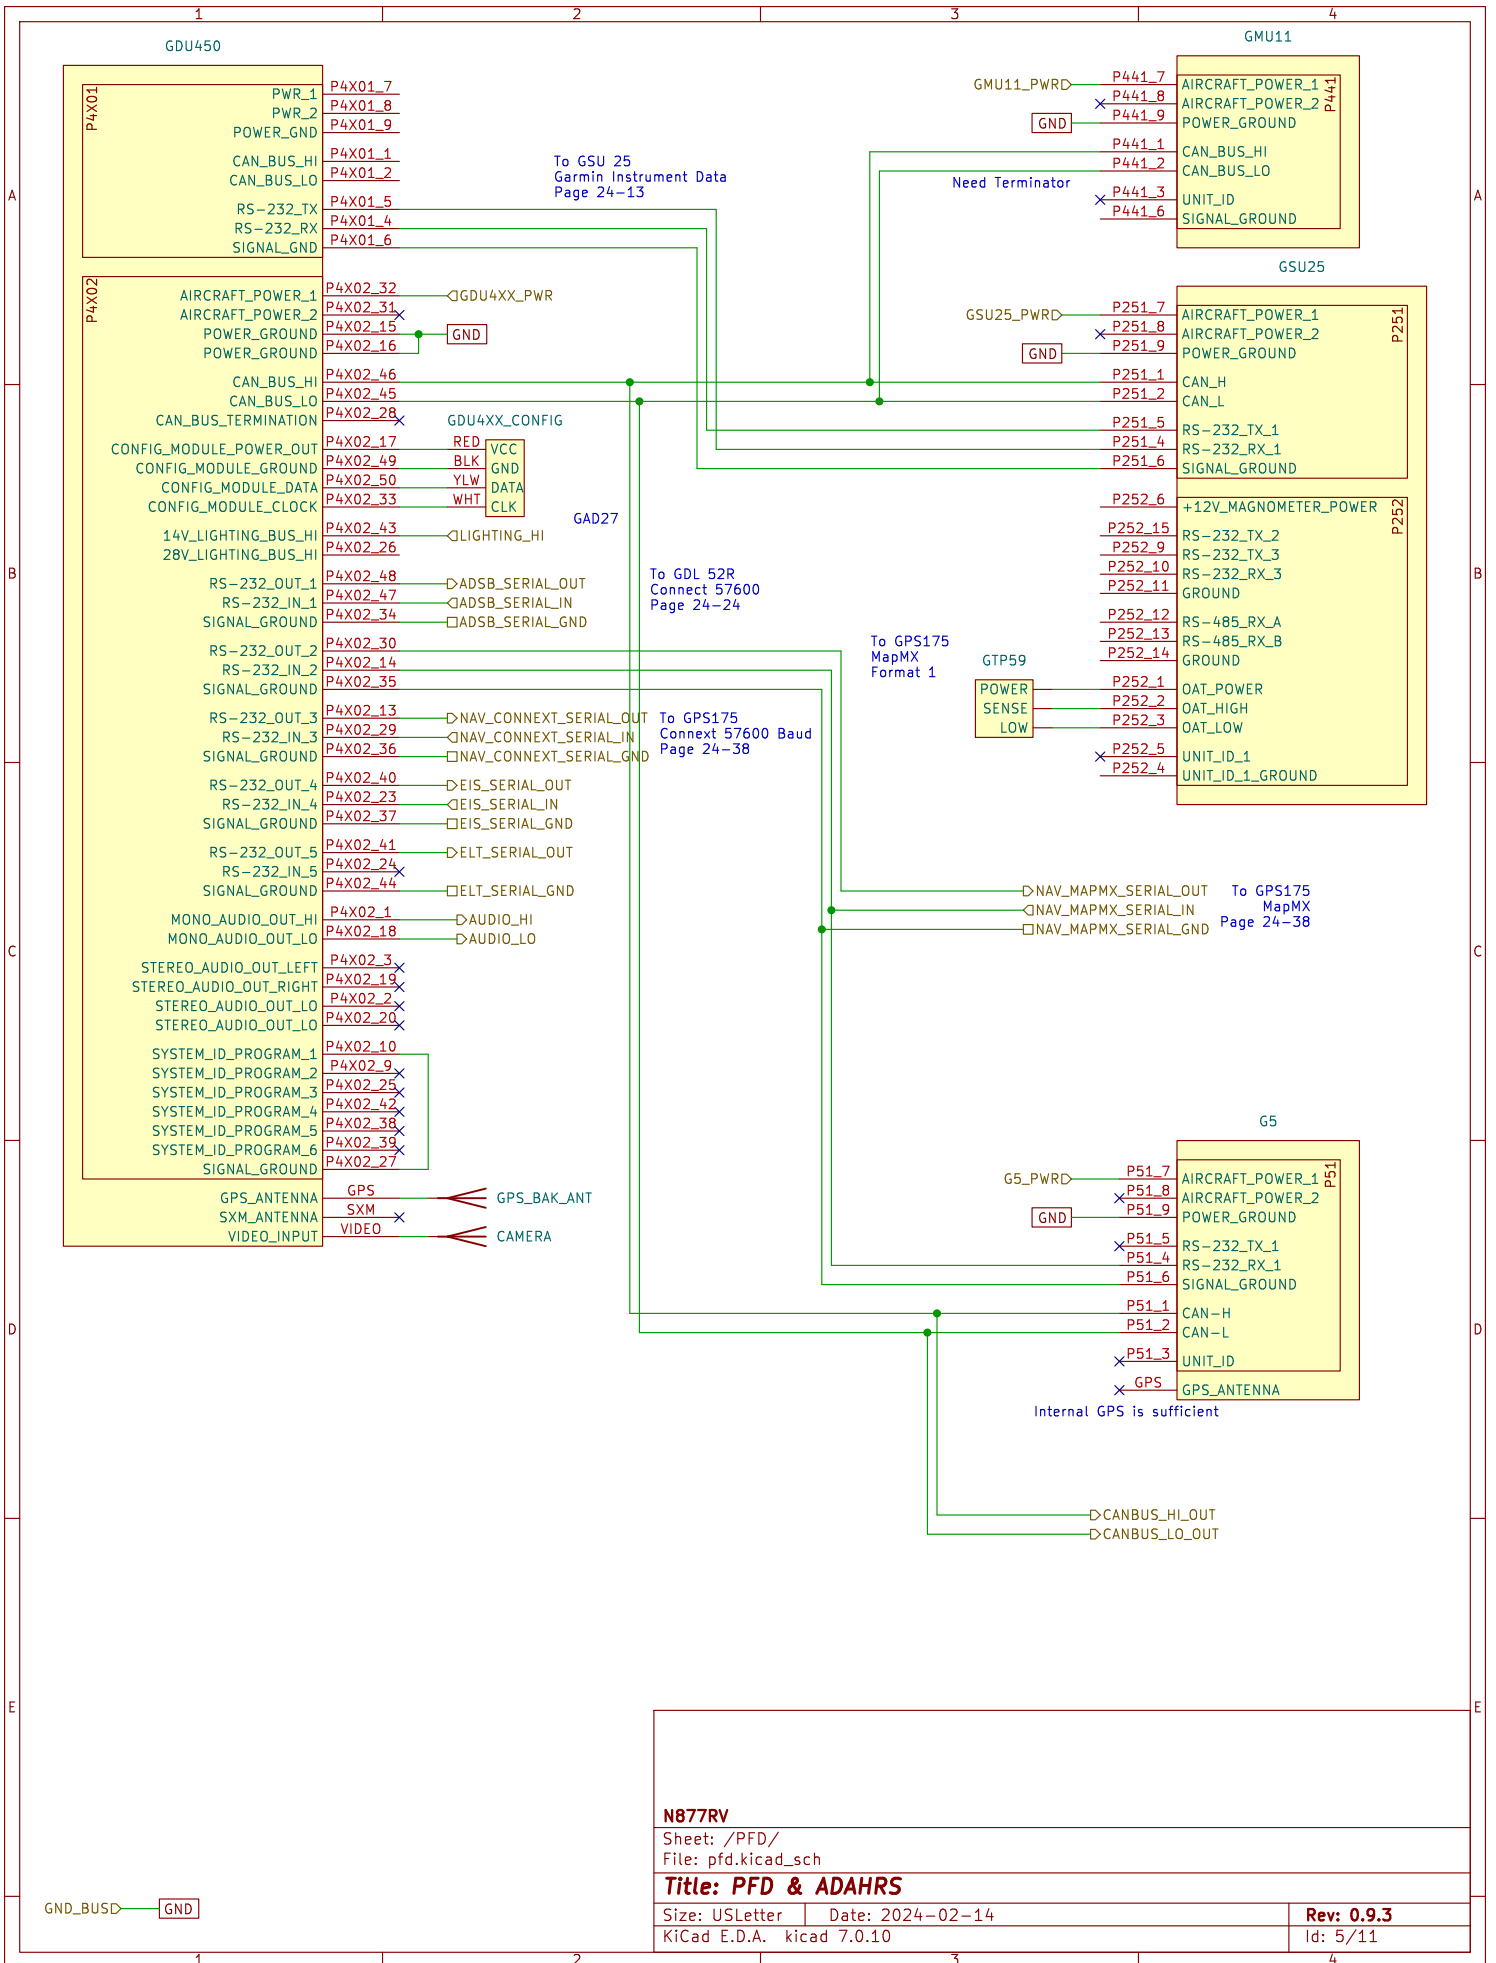 1 2 3 4
GDU450
P4X01
PWR_1 P4X01_7
PWR_2 P4X01_8
POWER_GND P4X01_9
CAN_BUS_HI P4X01_1
CAN_BUS_LO P4X01_2
RS-232_TX P4X01_5
RS-232_RX P4X01_4
SIGNAL_GND P4X01_6
P4X02
AIRCRAFT_POWER_1 P4X02_32 GDU4XX_PWR
AIRCRAFT_POWER_2 P4X02_31
POWER_GROUND P4X02_15 GND
POWER_GROUND P4X02_16
CAN_BUS_HI P4X02_46
CAN_BUS_LO P4X02_45
CAN_BUS_TERMINATION P4X02_28
GDU4XX_CONFIG
CONFIG_MODULE_POWER_OUT P4X02_17 RED VCC
CONFIG_MODULE_GROUND P4X02_49 BLK GND
CONFIG_MODULE_DATA P4X02_50 YLW DATA
CONFIG_MODULE_CLOCK P4X02_33 WHT CLK
GAD27
14V_LIGHTING_BUS_HI P4X02_43 LIGHTING_HI
28V_LIGHTING_BUS_HI P4X02_26
RS-232_OUT_1 P4X02_48 ADSB_SERIAL_OUT
RS-232_IN_1 P4X02_47 ADSB_SERIAL_IN
SIGNAL_GROUND P4X02_34 ADSB_SERIAL_GND
RS-232_OUT_2 P4X02_30
RS-232_IN_2 P4X02_14
SIGNAL_GROUND P4X02_35
RS-232_OUT_3 P4X02_13 NAV_CONNEXT_SERIAL_OUT
RS-232_IN_3 P4X02_29 NAV_CONNEXT_SERIAL_IN
SIGNAL_GROUND P4X02_36 NAV_CONNEXT_SERIAL_GND
RS-232_OUT_4 P4X02_40 EIS_SERIAL_OUT
RS-232_IN_4 P4X02_23 EIS_SERIAL_IN
SIGNAL_GROUND P4X02_37 EIS_SERIAL_GND
RS-232_OUT_5 P4X02_41 ELT_SERIAL_OUT
RS-232_IN_5 P4X02_24
SIGNAL_GROUND P4X02_44 ELT_SERIAL_GND
MONO_AUDIO_OUT_HI P4X02_1 AUDIO_HI
MONO_AUDIO_OUT_LO P4X02_18 AUDIO_LO
STEREO_AUDIO_OUT_LEFT P4X02_3
STEREO_AUDIO_OUT_RIGHT P4X02_19
STEREO_AUDIO_OUT_LO P4X02_2
STEREO_AUDIO_OUT_LO P4X02_20
SYSTEM_ID_PROGRAM_1 P4X02_10
SYSTEM_ID_PROGRAM_2 P4X02_9
SYSTEM_ID_PROGRAM_3 P4X02_25
SYSTEM_ID_PROGRAM_4 P4X02_42
SYSTEM_ID_PROGRAM_5 P4X02_38
SYSTEM_ID_PROGRAM_6 P4X02_39
SIGNAL_GROUND P4X02_27
GPS_ANTENNA GPS GPS_BAK_ANT
SXM_ANTENNA SXM
VIDEO_INPUT VIDEO CAMERA
To GSU 25
Garmin Instrument Data
Page 24-13
To GDL 52R
Connect 57600
Page 24-24
To GPS175
MapMX
Format 1
To GPS175
Connext 57600 Baud
Page 24-38
GMU11
P441
GMU11_PWR P441_7 AIRCRAFT_POWER_1
P441_8 AIRCRAFT_POWER_2
GND P441_9 POWER_GROUND
P441_1 CAN_BUS_HI
P441_2 CAN_BUS_LO
Need Terminator
P441_3 UNIT_ID
P441_6 SIGNAL_GROUND
GSU25
P251
GSU25_PWR P251_7 AIRCRAFT_POWER_1
P251_8 AIRCRAFT_POWER_2
GND P251_9 POWER_GROUND
P251_1 CAN_H
P251_2 CAN_L
P251_5 RS-232_TX_1
P251_4 RS-232_RX_1
P251_6 SIGNAL_GROUND
P252
P252_6 +12V_MAGNOMETER_POWER
P252_15 RS-232_TX_2
P252_9 RS-232_TX_3
P252_10 RS-232_RX_3
P252_11 GROUND
P252_12 RS-485_RX_A
P252_13 RS-485_RX_B
P252_14 GROUND
GTP59
POWER P252_1 OAT_POWER
SENSE P252_2 OAT_HIGH
LOW P252_3 OAT_LOW
P252_5 UNIT_ID_1
P252_4 UNIT_ID_1_GROUND
NAV_MAPMX_SERIAL_OUT
NAV_MAPMX_SERIAL_IN
NAV_MAPMX_SERIAL_GND
To GPS175
MapMX
Page 24-38
G5
P51
G5_PWR P51_7 AIRCRAFT_POWER_1
P51_8 AIRCRAFT_POWER_2
GND P51_9 POWER_GROUND
P51_5 RS-232_TX_1
P51_4 RS-232_RX_1
P51_6 SIGNAL_GROUND
P51_1 CAN-H
P51_2 CAN-L
P51_3 UNIT_ID
GPS GPS_ANTENNA
Internal GPS is sufficient
CANBUS_HI_OUT
CANBUS_LO_OUT
A A
B B
C C
D D
E E
GND_BUS GND
N877RV
Sheet: /PFD/
File: pfd.kicad_sch
Title: PFD & ADAHRS
Size: USLetter Date: 2024-02-14 Rev: 0.9.3
KiCad E.D.A. kicad 7.0.10 Id: 5/11
1 2 3 4